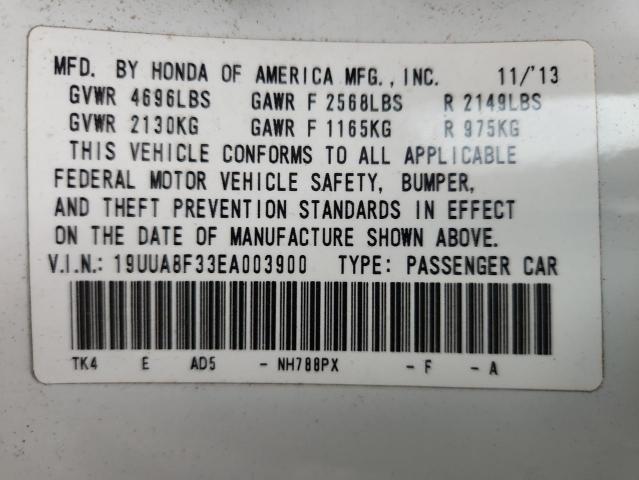 MFD. BY HONDA OF AMERICA MFG., INC. 11/'13
GVWR 4696LBS GAWR F 2568LBS R 2149LBS
GVWR 2130KG GAWR F 1165KG R 975KG
THIS VEHICLE CONFORMS TO ALL APPLICABLE
FEDERAL MOTOR VEHICLE SAFETY, BUMPER,
AND THEFT PREVENTION STANDARDS IN EFFECT
ON THE DATE OF MANUFACTURE SHOWN ABOVE.
V.I.N.: 19UUA8F33EA003900 TYPE: PASSENGER CAR
TK4 E AD5 - NH788PX - F - A